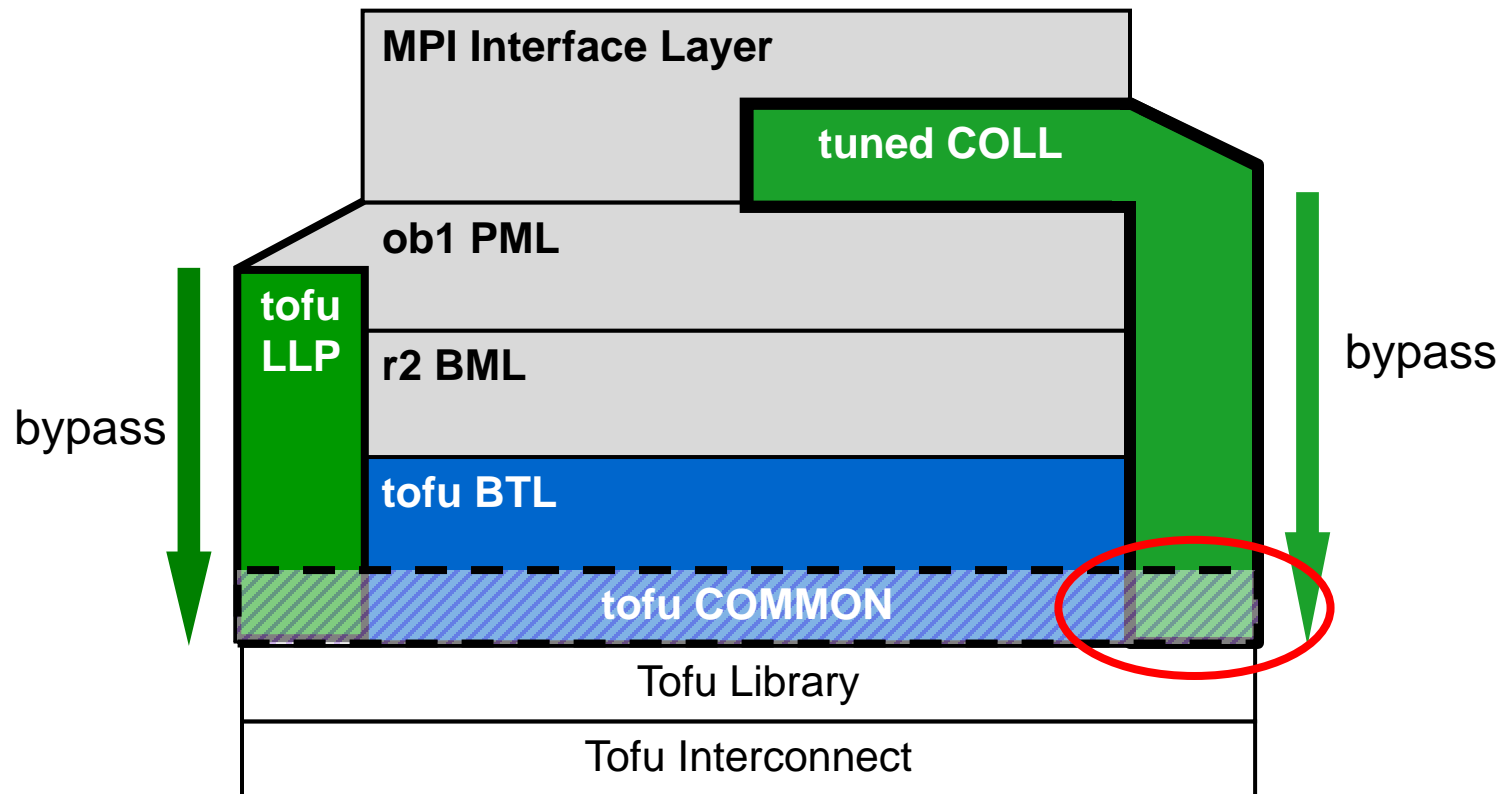 MPI Interface Layer
tuned COLL
ob1 PML
tofu
LLP
r2 BML
bypass
bypass
tofu BTL
tofu COMMON
Tofu Library
Tofu Interconnect